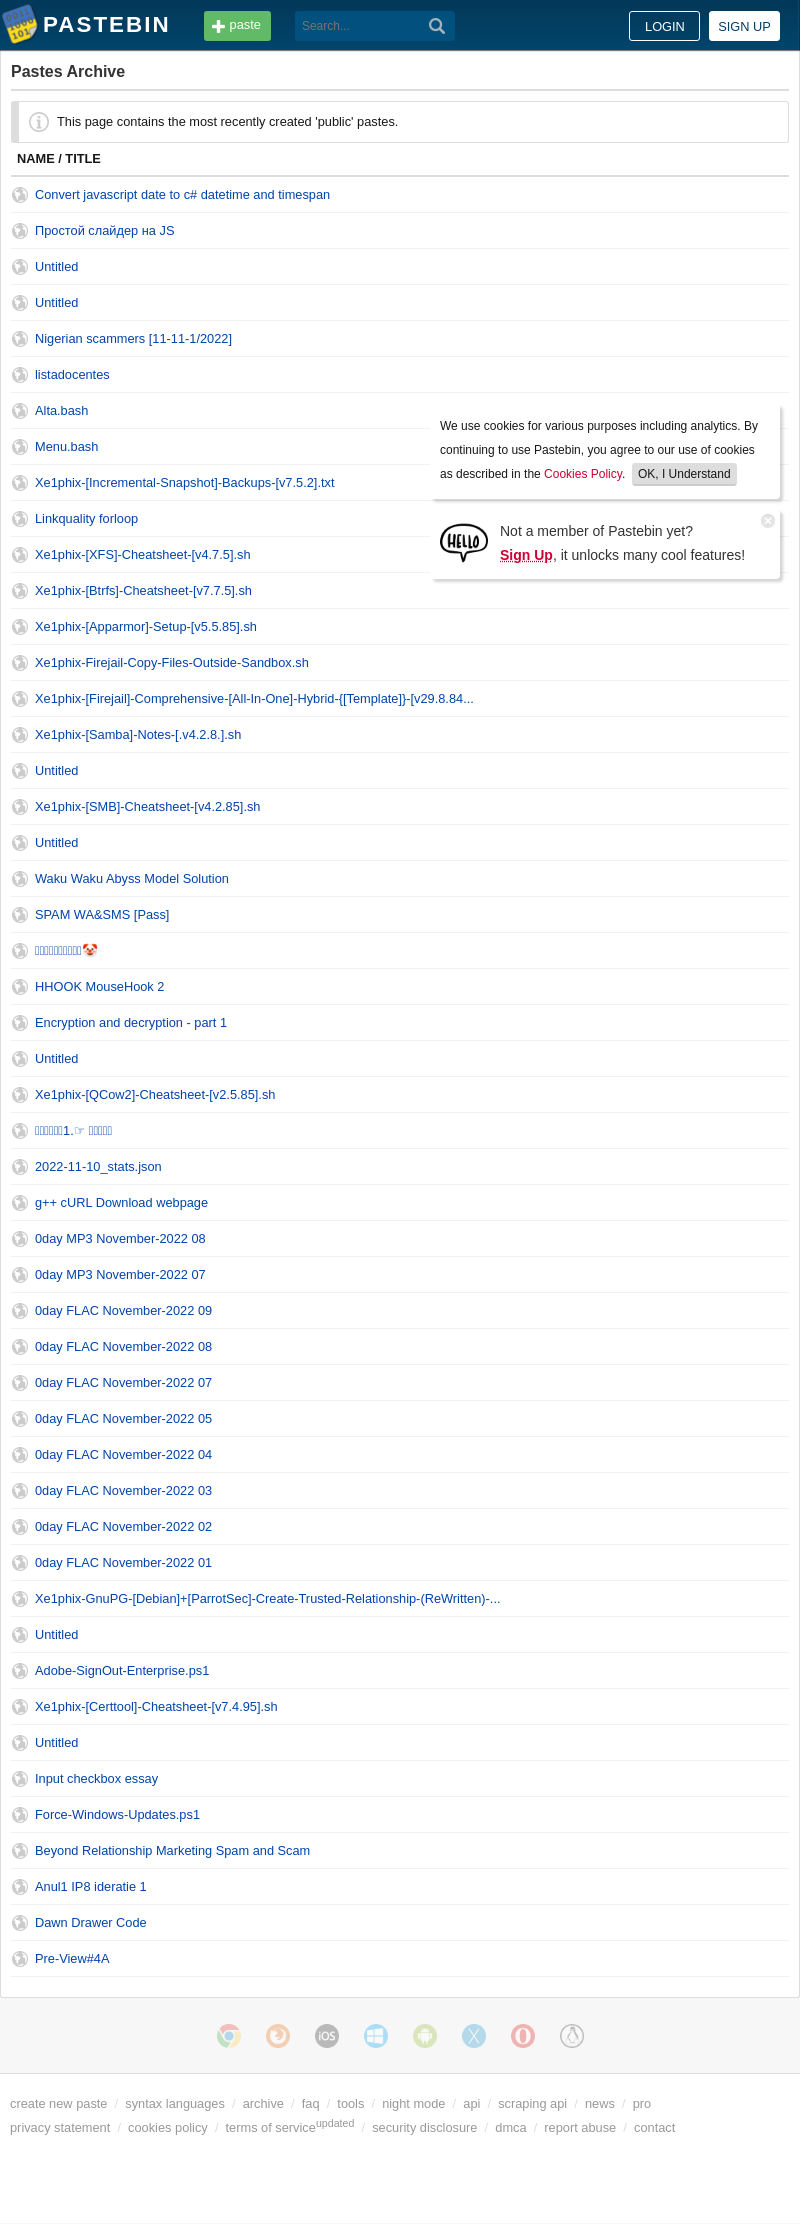 PASTEBIN
paste
Search...
LOGIN
SIGN UP
Pastes Archive
This page contains the most recently created 'public' pastes.
NAME / TITLE
Convert javascript date to c# datetime and timespan
Простой слайдер на JS
Untitled
Untitled
Nigerian scammers [11-11-1/2022]
listadocentes
Alta.bash
Menu.bash
Xe1phix-[Incremental-Snapshot]-Backups-[v7.5.2].txt
Linkquality forloop
Xe1phix-[XFS]-Cheatsheet-[v4.7.5].sh
Xe1phix-[Btrfs]-Cheatsheet-[v7.7.5].sh
Xe1phix-[Apparmor]-Setup-[v5.5.85].sh
Xe1phix-Firejail-Copy-Files-Outside-Sandbox.sh
Xe1phix-[Firejail]-Comprehensive-[All-In-One]-Hybrid-{[Template]}-[v29.8.84...
Xe1phix-[Samba]-Notes-[.v4.2.8.].sh
Untitled
Xe1phix-[SMB]-Cheatsheet-[v4.2.85].sh
Untitled
Waku Waku Abyss Model Solution
SPAM WA&SMS [Pass]
🤡
HHOOK MouseHook 2
Encryption and decryption - part 1
Untitled
Xe1phix-[QCow2]-Cheatsheet-[v2.5.85].sh
1.☞
2022-11-10_stats.json
g++ cURL Download webpage
0day MP3 November-2022 08
0day MP3 November-2022 07
0day FLAC November-2022 09
0day FLAC November-2022 08
0day FLAC November-2022 07
0day FLAC November-2022 05
0day FLAC November-2022 04
0day FLAC November-2022 03
0day FLAC November-2022 02
0day FLAC November-2022 01
Xe1phix-GnuPG-[Debian]+[ParrotSec]-Create-Trusted-Relationship-(ReWritten)-...
Untitled
Adobe-SignOut-Enterprise.ps1
Xe1phix-[Certtool]-Cheatsheet-[v7.4.95].sh
Untitled
Input checkbox essay
Force-Windows-Updates.ps1
Beyond Relationship Marketing Spam and Scam
Anul1 IP8 ideratie 1
Dawn Drawer Code
Pre-View#4A
We use cookies for various purposes including analytics. By
continuing to use Pastebin, you agree to our use of cookies
as described in the Cookies Policy. OK, I Understand
HELLO
Not a member of Pastebin yet?
Sign Up, it unlocks many cool features!
iOS
create new paste / syntax languages / archive / faq / tools / night mode / api / scraping api / news / pro
privacy statement / cookies policy / terms of service updated / security disclosure / dmca / report abuse / contact